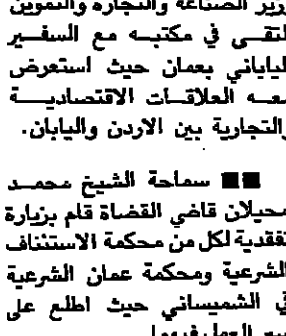 وزير الصناعة والتجارة والتموين
التقى في مكتبه مع السفير
الياباني بعمان حيث استعرض
معه العلاقات الاقتصادية
والتجارية بين الاردن واليابان.
■■ سماحة الشيخ محمد
محيلان قاضي القضاة قام بزيارة
تفقدية لكل من محكمة الاستئناف
الشرعية ومحكمة عمان الشرعية
في الشميساني حيث اطلع على
سير العمل فيهما.